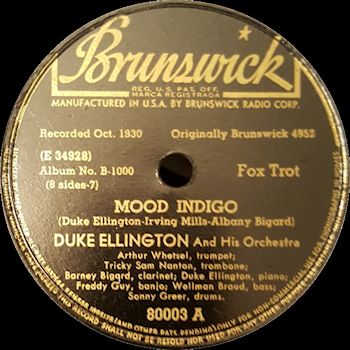 Brunswick
REG. U.S. PAT. OFF.
MARCA REGISTRADA
MANUFACTURED IN U.S.A. BY BRUNSWICK RADIO CORP.
Recorded Oct. 1930 Originally Brunswick 4952
(E 34928)
Album No. B-1000 Fox Trot
(8 sides-7)
MOOD INDIGO
(Duke Ellington-Irving Mills-Albany Bigard)
DUKE ELLINGTON And His Orchestra
Arthur Whetsel, trumpet;
Tricky Sam Nanton, trombone;
Barney Bigard, clarinet; Duke Ellington, piano;
Freddy Guy, banjo; Wellman Braud, bass;
Sonny Greer, drums.
80003 A